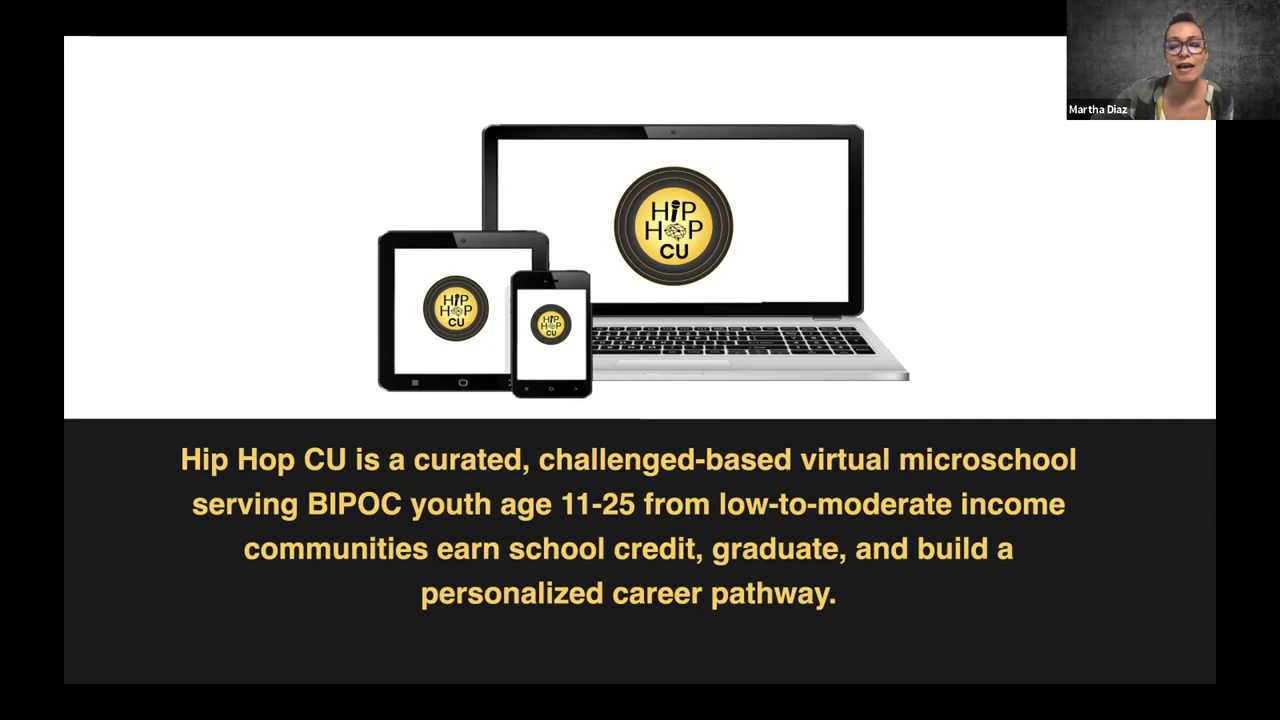 Martha Diaz
HiP
HOP
CU
HiP
HOP
CU
HiP
HOP
CU
Hip Hop CU is a curated, challenged-based virtual microschool
serving BIPOC youth age 11-25 from low-to-moderate income
communities earn school credit, graduate, and build a
personalized career pathway.